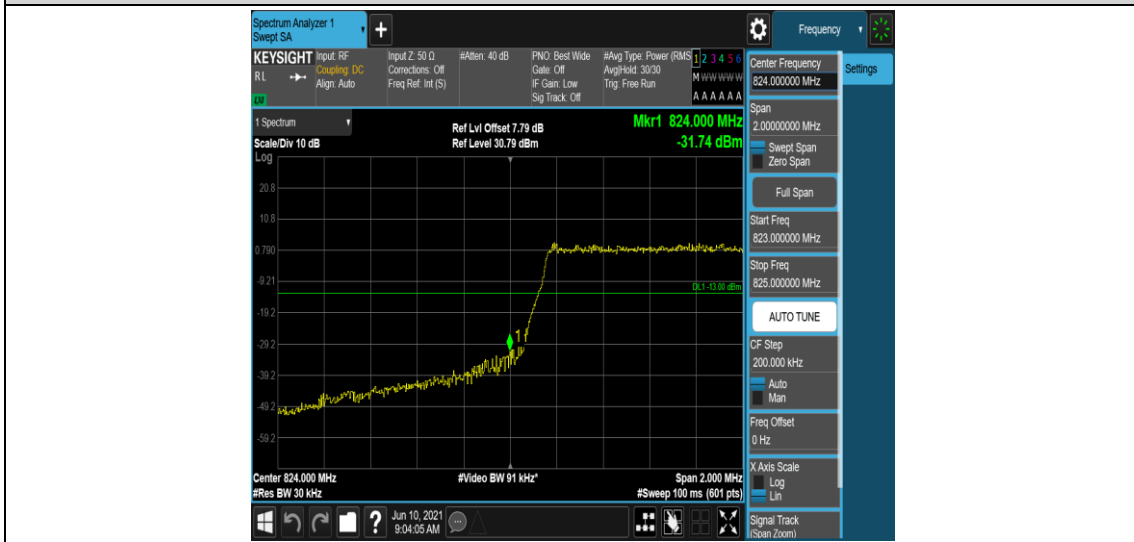 Spectrum Analyzer 1
Swept SA
+
Frequency
KEYSIGHT
RL
Input: RF
Coupling: DC
Align: Auto
Input Z: 50 Ω
Corrections: Off
Freq Ref: Int (S)
#Atten: 40 dB
PNO: Best Wide
Gate: Off
IF Gain: Low
Sig Track: Off
#Avg Type: Power (RMS
Avg|Hold: 30/30
Trig: Free Run
1 2 3 4 5 6
M W W W W W
A A A A A A
1 Spectrum
Scale/Div 10 dB
Log
Ref Lvl Offset 7.79 dB
Ref Level 30.79 dBm
Mkr1 824.000 MHz
-31.74 dBm
20.8
10.8
0.790
-9.21
DL1 -13.00 dBm
-19.2
-29.2
1
-39.2
-49.2
-59.2
Center 824.000 MHz
#Res BW 30 kHz
#Video BW 91 kHz*
Span 2.000 MHz
#Sweep 100 ms (601 pts)
?
Jun 10, 2021
9:04:05 AM
Center Frequency
824.000000 MHz
Settings
Span
2.00000000 MHz
Swept Span
Zero Span
Full Span
Start Freq
823.000000 MHz
Stop Freq
825.000000 MHz
AUTO TUNE
CF Step
200.000 kHz
Auto
Man
Freq Offset
0 Hz
X Axis Scale
Log
Lin
Signal Track
(Span Zoom)